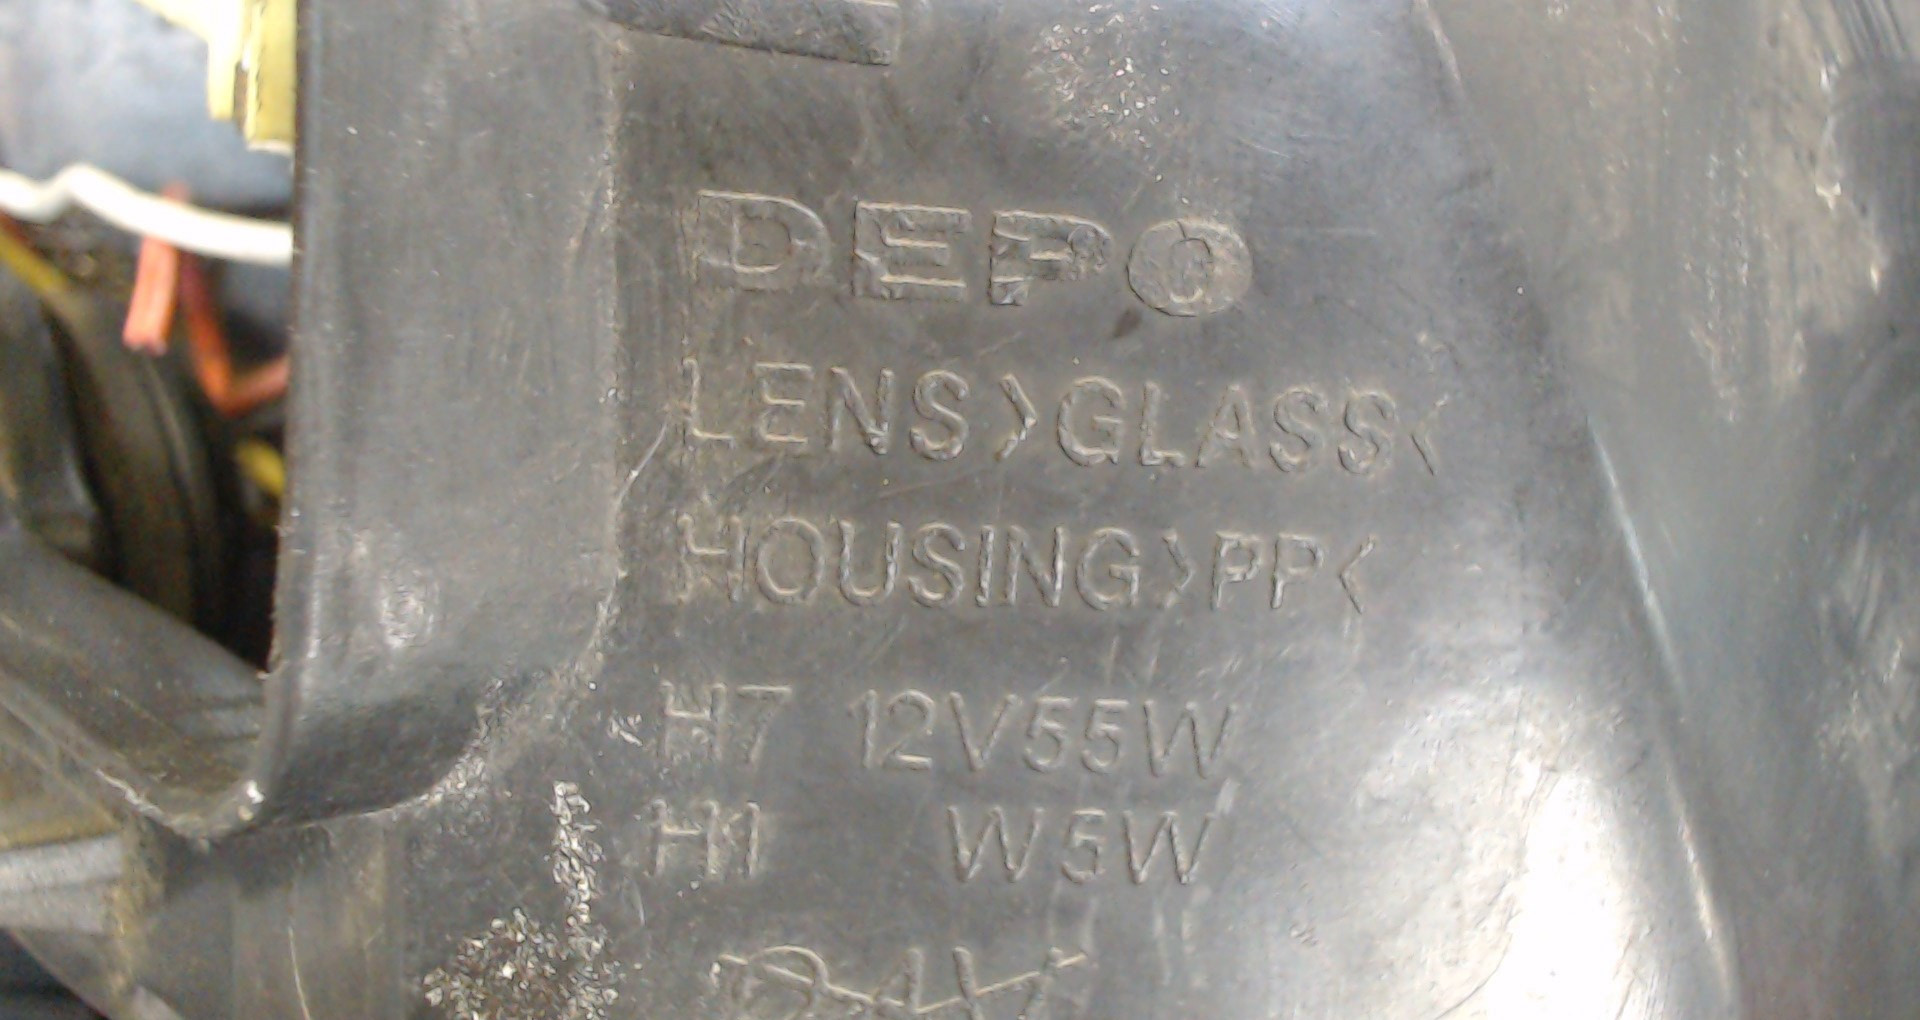 DEPO
LENS>GLASS<
HOUSING>PP<
H7 12V55W
H1 W5W